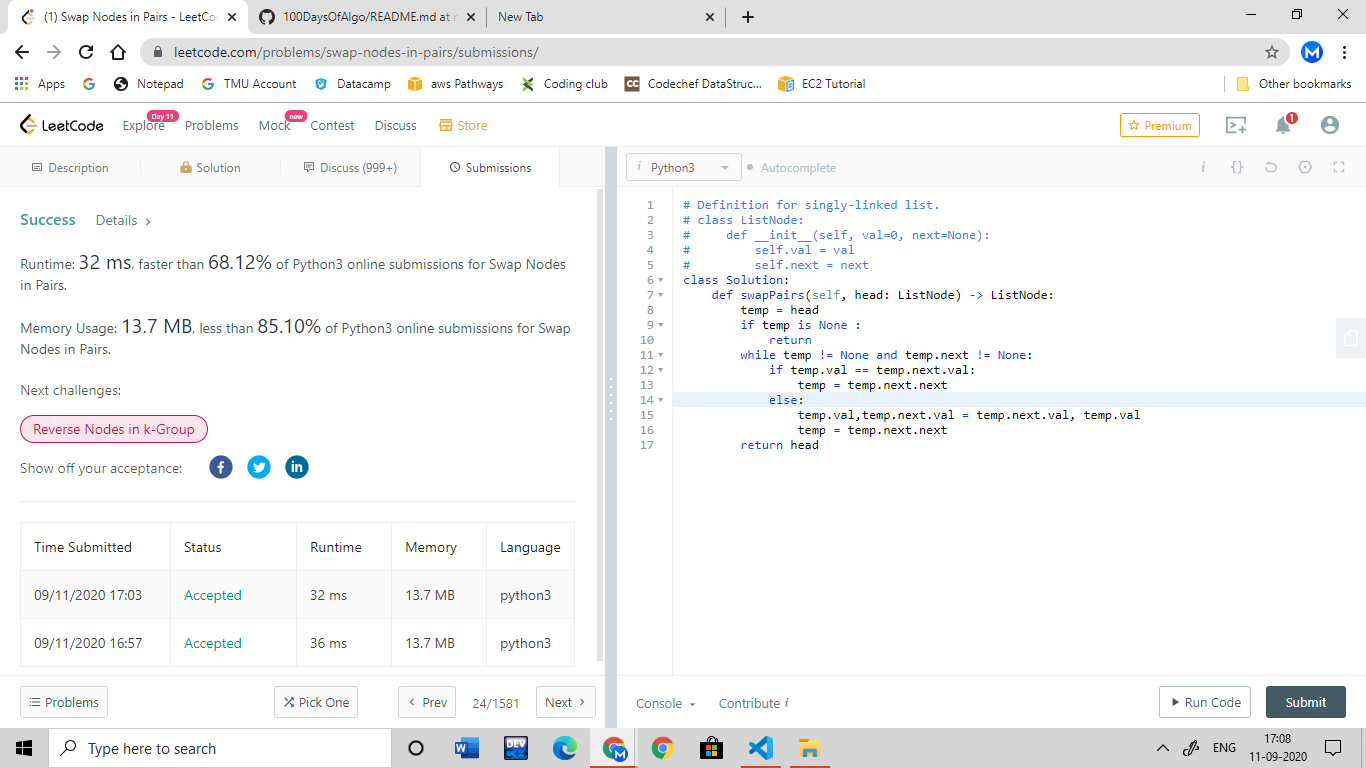 (1) Swap Nodes in Pairs - LeetCo
100DaysOfAlgo/README.md at
New Tab
leetcode.com/problems/swap-nodes-in-pairs/submissions/
M
Apps
Notepad
TMU Account
Datacamp
aws Pathways
Coding club
CC
Codechef DataStruc...
EC2 Tutorial
Other bookmarks
LeetCode
Explore
Day 11
Problems
Mock
new
Contest
Discuss
Store
Premium
1
Description
Solution
Discuss (999+)
Submissions
i Python3
Autocomplete
i {}
Success
Details >
Runtime: 32 ms, faster than 68.12% of Python3 online submissions for Swap Nodes
in Pairs.
Memory Usage: 13.7 MB, less than 85.10% of Python3 online submissions for Swap
Nodes in Pairs.
Next challenges:
Reverse Nodes in k-Group
Show off your acceptance:
Time Submitted Status Runtime Memory Language
09/11/2020 17:03 Accepted 32 ms 13.7 MB python3
09/11/2020 16:57 Accepted 36 ms 13.7 MB python3
1 # Definition for singly-linked list.
2 # class ListNode:
3 #     def __init__(self, val=0, next=None):
4 #         self.val = val
5 #         self.next = next
6 class Solution:
7     def swapPairs(self, head: ListNode) -> ListNode:
8         temp = head
9         if temp is None :
10             return
11         while temp != None and temp.next != None:
12             if temp.val == temp.next.val:
13                 temp = temp.next.next
14             else:
15                 temp.val,temp.next.val = temp.next.val, temp.val
16                 temp = temp.next.next
17         return head
Problems
Pick One
< Prev
24/1581
Next >
Console
Contribute i
Run Code
Submit
Type here to search
DEV
M
ENG
17:08
11-09-2020